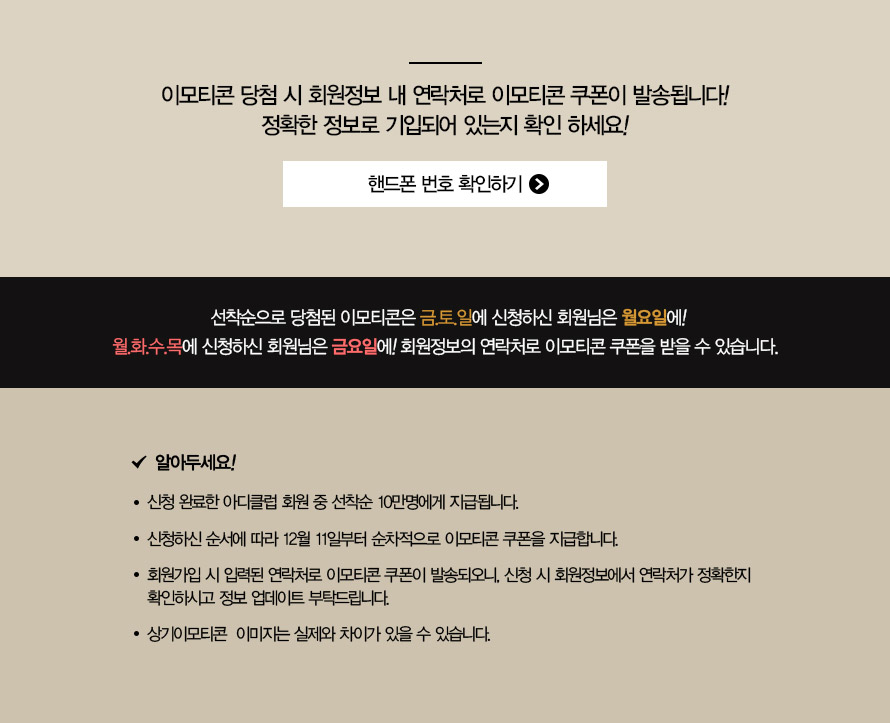 이모티콘 당첨 시 회원정보 내 연락처로 이모티콘 쿠폰이 발송됩니다!
정확한 정보로 기입되어 있는지 확인 하세요!
핸드폰 번호 확인하기
선착순으로 당첨된 이모티콘은 금.토.일에 신청하신 회원님은 월요일에!
월.화.수.목에 신청하신 회원님은 금요일에! 회원정보의 연락처로 이모티콘 쿠폰을 받을 수 있습니다.
알아두세요!
• 신청 완료한 아디클럽 회원 중 선착순 10만명에게 지급됩니다.
• 신청하신 순서에 따라 12월 11일부터 순차적으로 이모티콘 쿠폰을 지급합니다.
• 회원가입 시 입력된 연락처로 이모티콘 쿠폰이 발송되오니, 신청 시 회원정보에서 연락처가 정확한지
확인하시고 정보 업데이트 부탁드립니다.
• 상기이모티콘 이미지는 실제와 차이가 있을 수 있습니다.